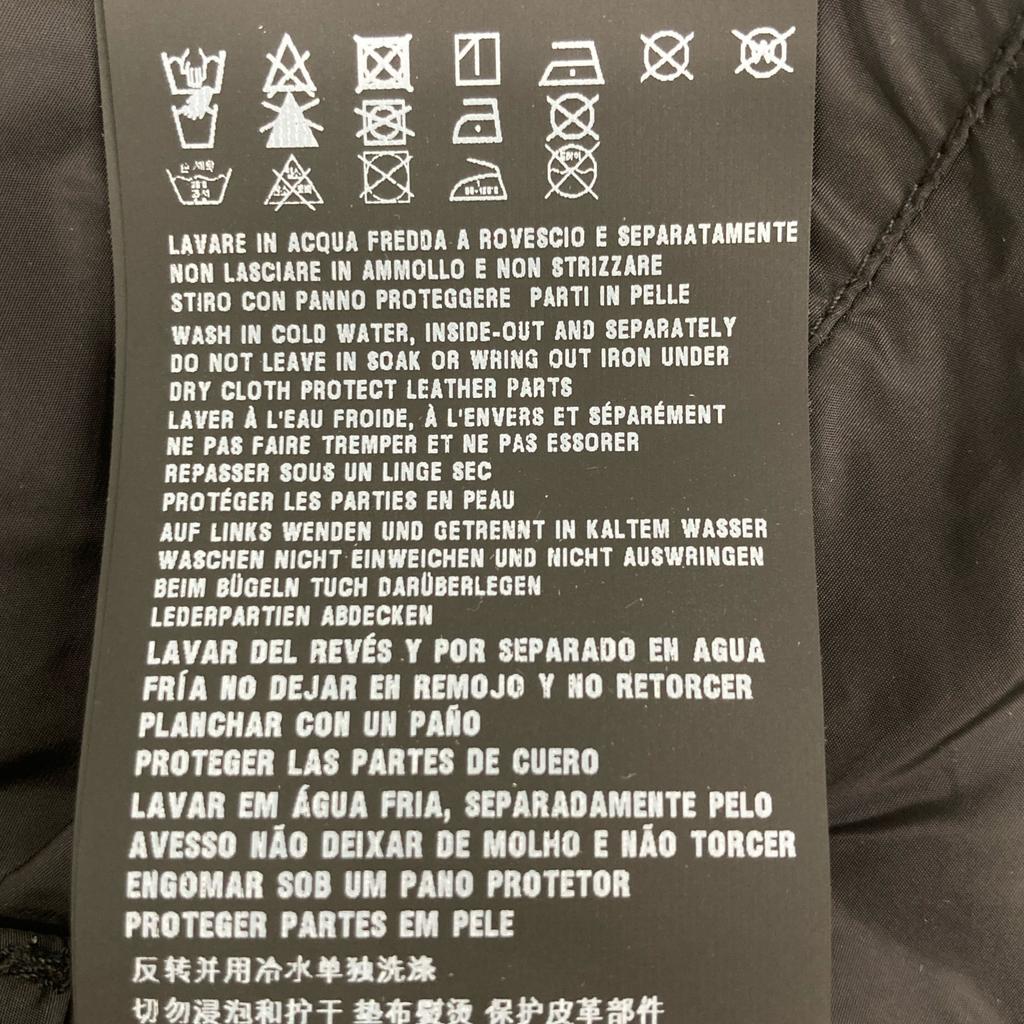 LAVARE IN ACQUA FREDDA A ROVESCIO E SEPARATAMENTE
NON LASCIARE IN AMMOLLO E NON STRIZZARE
STIRO CON PANNO PROTEGGERE PARTI IN PELLE
WASH IN COLD WATER, INSIDE-OUT AND SEPARATELY
DO NOT LEAVE IN SOAK OR WRING OUT IRON UNDER
DRY CLOTH PROTECT LEATHER PARTS
LAVER À L'EAU FROIDE, À L'ENVERS ET SÉPARÉMENT
NE PAS FAIRE TREMPER ET NE PAS ESSORER
REPASSER SOUS UN LINGE SEC
PROTÉGER LES PARTIES EN PEAU
AUF LINKS WENDEN UND GETRENNT IN KALTEM WASSER
WASCHEN NICHT EINWEICHEN UND NICHT AUSWRINGEN
BEIM BÜGELN TUCH DARÜBERLEGEN
LEDERPARTIEN ABDECKEN
LAVAR DEL REVÉS Y POR SEPARADO EN AGUA
FRÍA NO DEJAR EN REMOJO Y NO RETORCER
PLANCHAR CON UN PAÑO
PROTEGER LAS PARTES DE CUERO
LAVAR EM ÁGUA FRIA, SEPARADAMENTE PELO
AVESSO NÃO DEIXAR DE MOLHO E NÃO TORCER
ENGOMAR SOB UM PANO PROTETOR
PROTEGER PARTES EM PELE
反转并用冷水单独洗涤
切勿浸泡和拧干 垫布熨烫 保护皮革部件